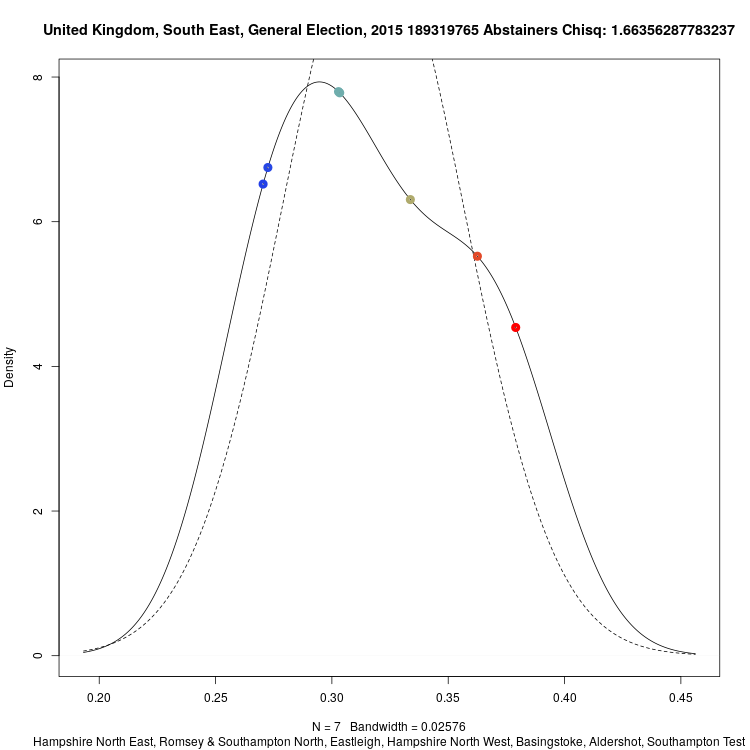 United Kingdom, South East, General Election, 2015 189319765 Abstainers Chisq: 1.66356287783237
Density
8
6
4
2
0
0.20 0.25 0.30 0.35 0.40 0.45
N = 7 Bandwidth = 0.02576
Hampshire North East, Romsey & Southampton North, Eastleigh, Hampshire North West, Basingstoke, Aldershot, Southampton Test